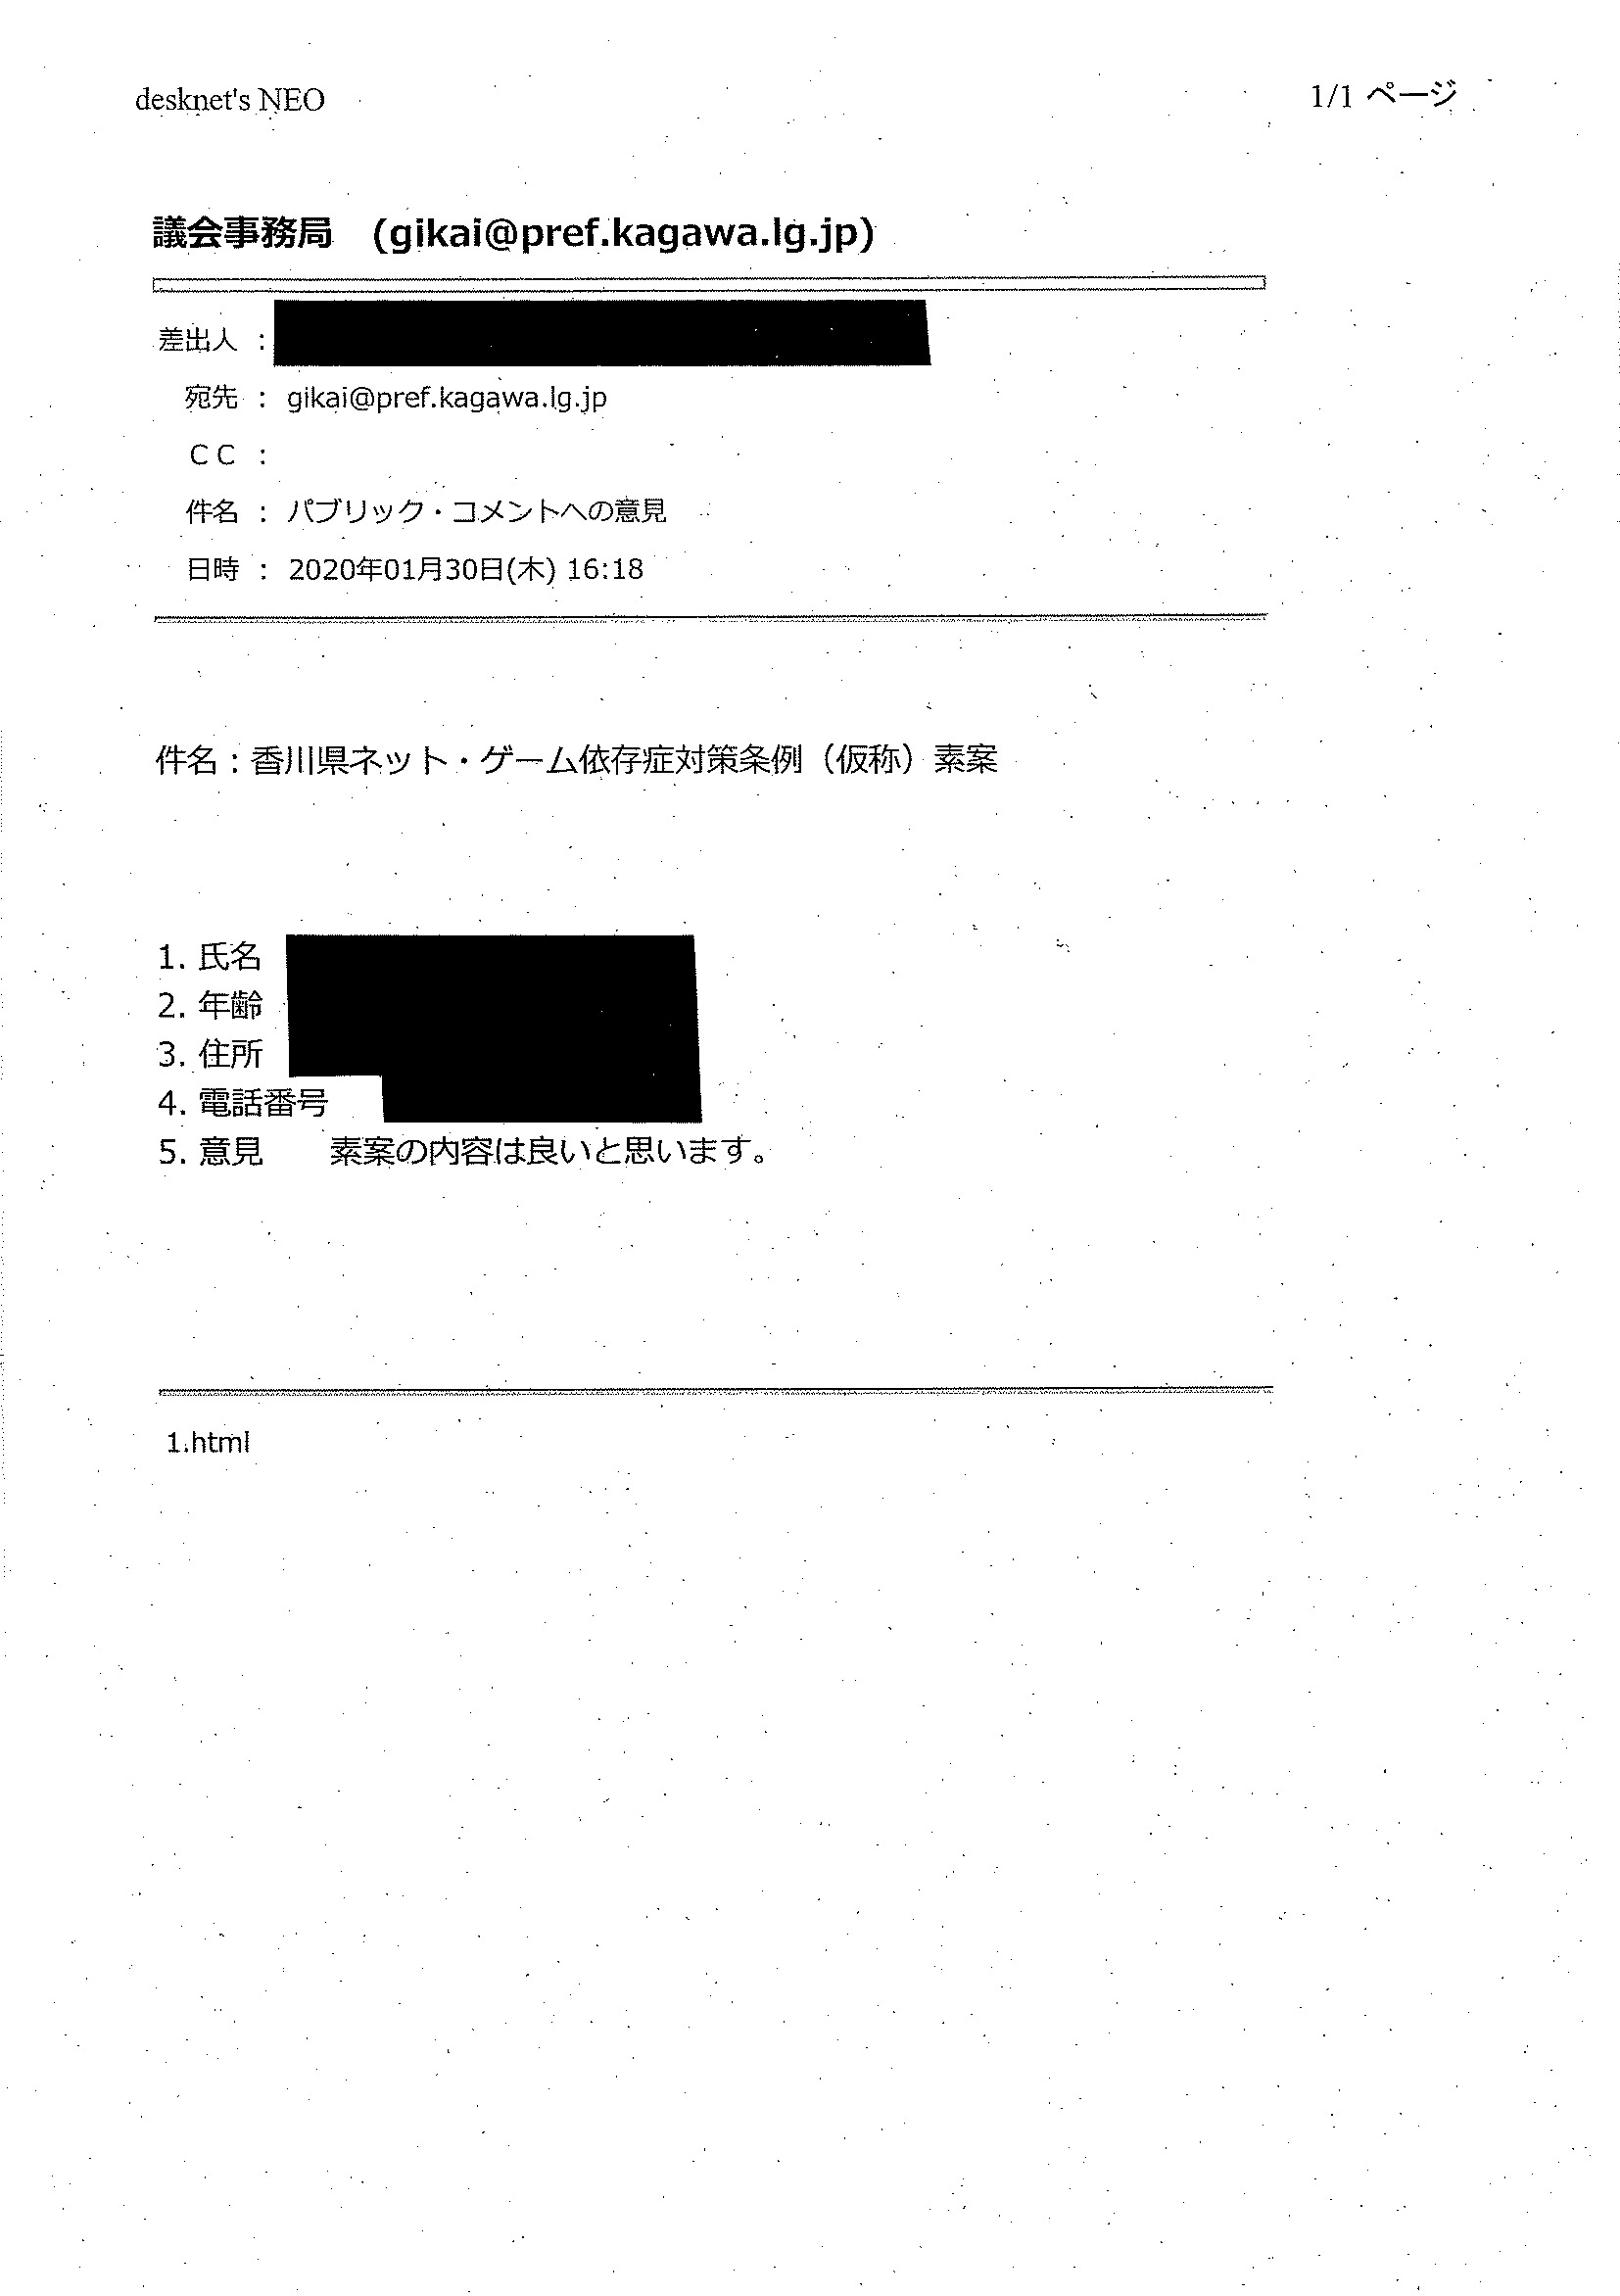 desknet's NEO
1/1 ページ
議会事務局 (gikai@pref.kagawa.lg.jp)
差出人 :
宛先 : gikai@pref.kagawa.lg.jp
ＣＣ :
件名 : パブリック・コメントへの意見
日時 : 2020年01月30日(木) 16:18
件名：香川県ネット・ゲーム依存症対策条例（仮称）素案
1. 氏名
2. 年齢
3. 住所
4. 電話番号
5. 意見　　素案の内容は良いと思います。
1.html